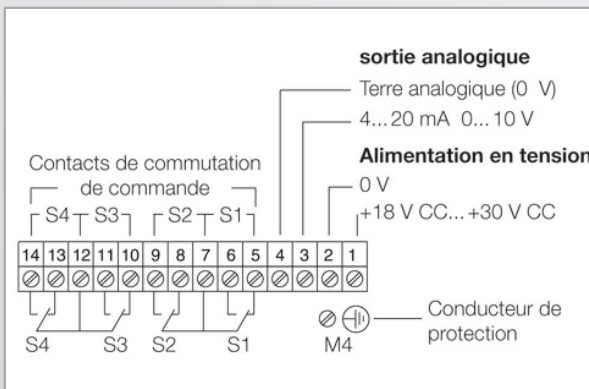 sortie analogique
Terre analogique (0 V)
4...20 mA 0...10 V
Alimentation en tension
0 V
+18 V CC...+30 V CC
Contacts de commutation
de commande
S4 S3 S2 S1
14 13 12 11 10 9 8 7 6 5 4 3 2 1
S4 S3 S2 S1 M4
Conducteur de
protection